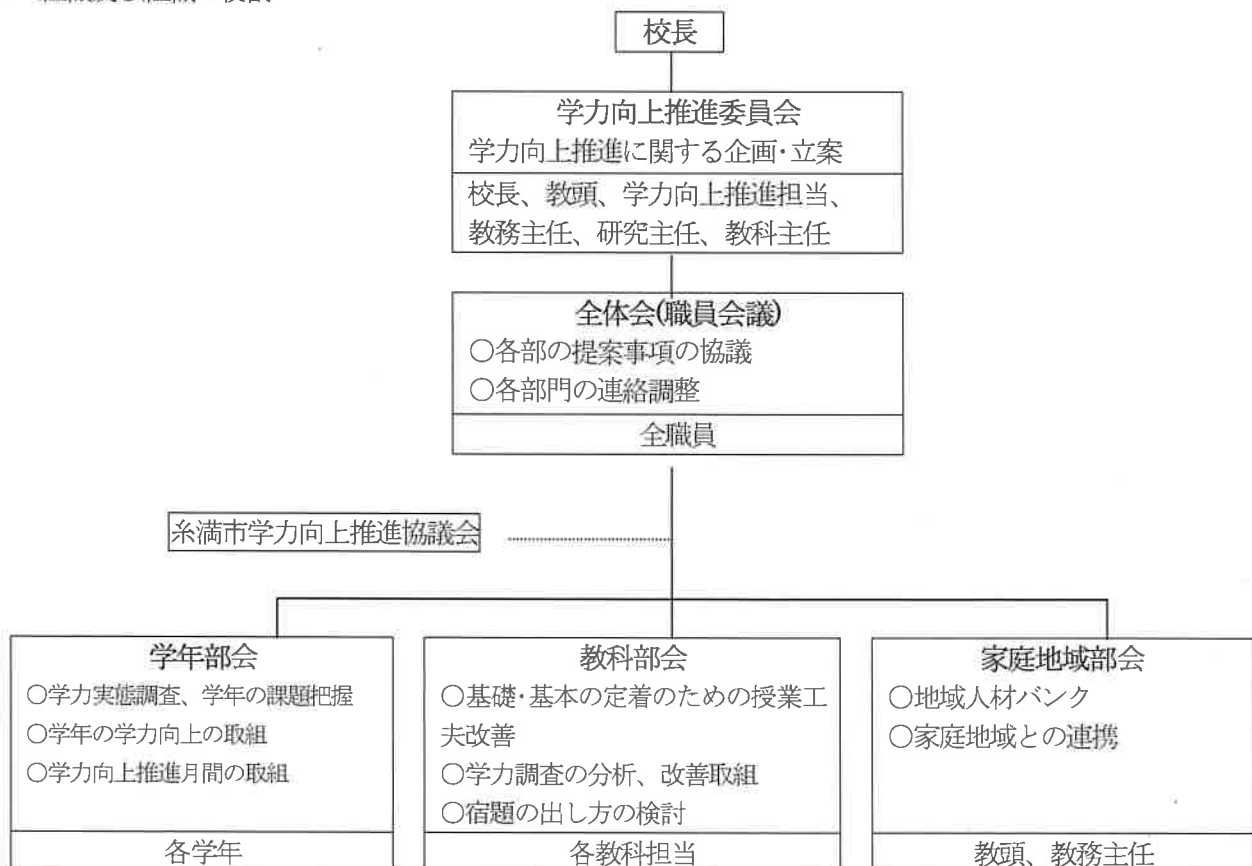 校長
学力向上推進委員会
学力向上推進に関する企画・立案
校長、教頭、学力向上推進担当、
教務主任、研究主任、教科主任
全体会(職員会議)
○各部の提案事項の協議
○各部門の連絡調整
全職員
糸満市学力向上推進協議会
学年部会
○学力実態調査、学年の課題把握
○学年の学力向上の取組
○学力向上推進月間の取組
各学年
教科部会
○基礎・基本の定着のための授業工
夫改善
○学力調査の分析、改善取組
○宿題の出し方の検討
各教科担当
家庭地域部会
○地域人材バンク
○家庭地域との連携
教頭、教務主任